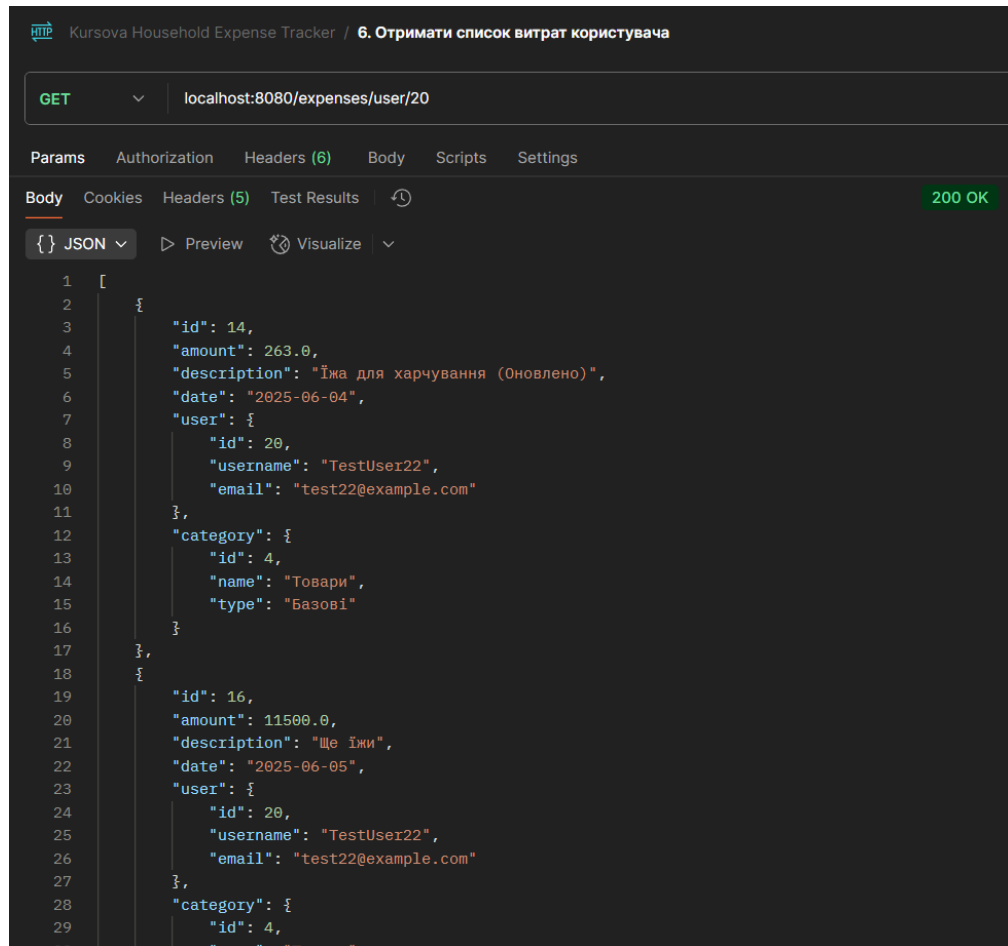 HTTP Kursova Household Expense Tracker / 6. Отримати список витрат користувача
GET localhost:8080/expenses/user/20
Params Authorization Headers (6) Body Scripts Settings
Body Cookies Headers (5) Test Results 200 OK
{} JSON Preview Visualize
1 [
2 {
3 "id": 14,
4 "amount": 263.0,
5 "description": "Їжа для харчування (Оновлено)",
6 "date": "2025-06-04",
7 "user": {
8 "id": 20,
9 "username": "TestUser22",
10 "email": "test22@example.com"
11 },
12 "category": {
13 "id": 4,
14 "name": "Товари",
15 "type": "Базові"
16 }
17 },
18 {
19 "id": 16,
20 "amount": 11500.0,
21 "description": "Ще їжи",
22 "date": "2025-06-05",
23 "user": {
24 "id": 20,
25 "username": "TestUser22",
26 "email": "test22@example.com"
27 },
28 "category": {
29 "id": 4,